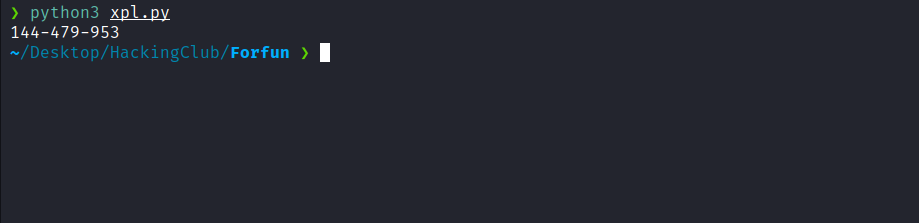 ❯ python3 xpl.py
144-479-953
~/Desktop/HackingClub/Forfun ❯